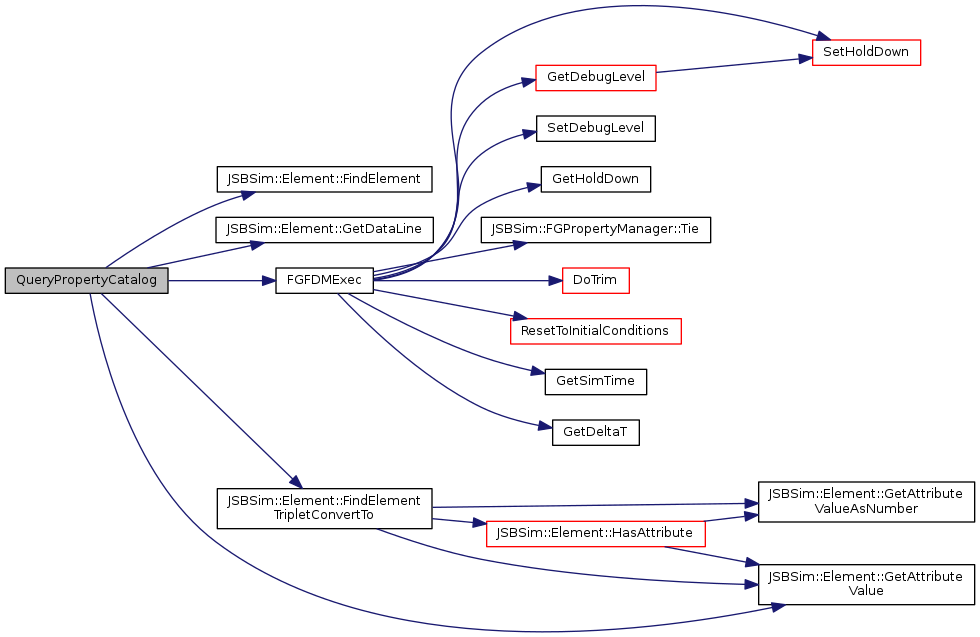 SetHoldDown
GetDebugLevel
SetDebugLevel
JSBSim::Element::FindElement
GetHoldDown
JSBSim::Element::GetDataLine
JSBSim::FGPropertyManager::Tie
QueryPropertyCatalog
FGFDMExec
DoTrim
ResetToInitialConditions
GetSimTime
GetDeltaT
JSBSim::Element::FindElement
TripletConvertTo
JSBSim::Element::GetAttribute
ValueAsNumber
JSBSim::Element::HasAttribute
JSBSim::Element::GetAttribute
Value